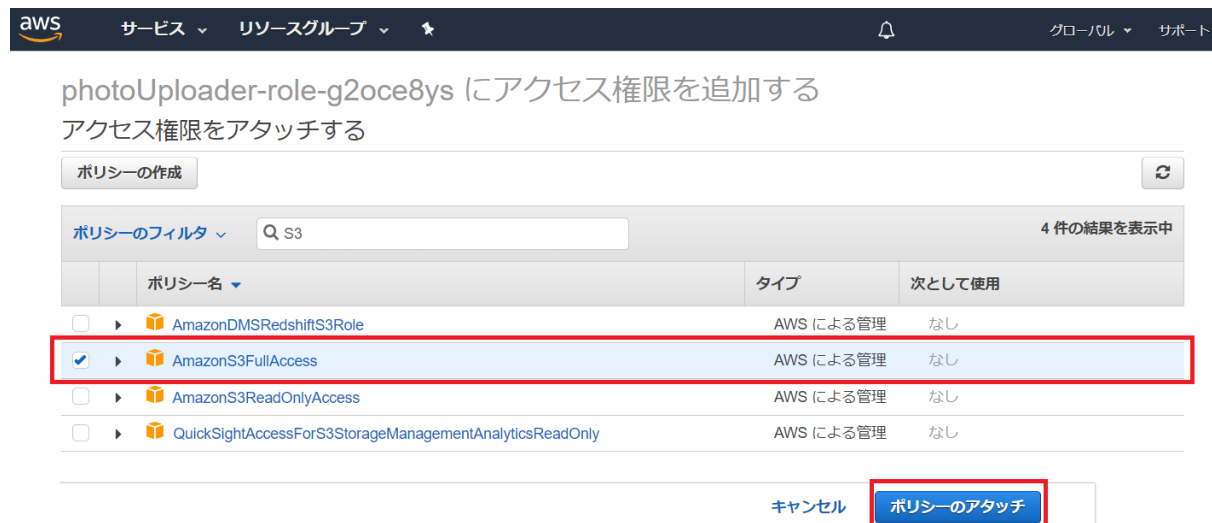 aws サービス リソースグループ グローバル サポート
photoUploader-role-g2oce8ys にアクセス権限を追加する
アクセス権限をアタッチする
ポリシーの作成
ポリシーのフィルタ S3 4 件の結果を表示中
ポリシー名 タイプ 次として使用
AmazonDMSRedshiftS3Role AWS による管理 なし
AmazonS3FullAccess AWS による管理 なし
AmazonS3ReadOnlyAccess AWS による管理 なし
QuickSightAccessForS3StorageManagementAnalyticsReadOnly AWS による管理 なし
キャンセル ポリシーのアタッチ